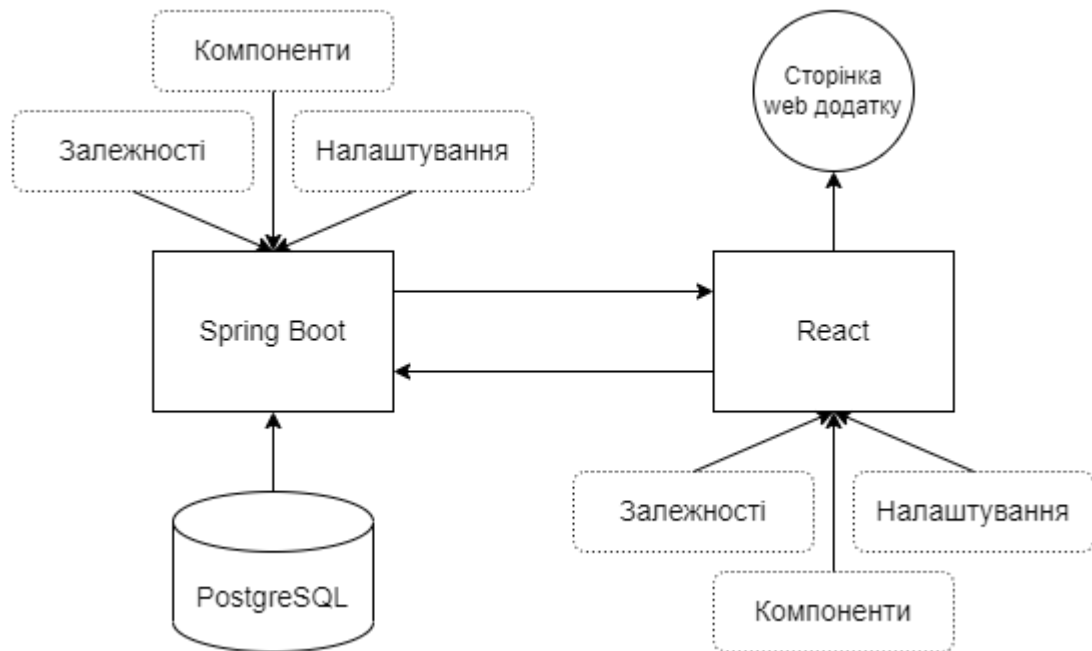 Компоненти
Сторінка
web додатку
Залежності
Налаштування
Spring Boot
React
Залежності
Налаштування
PostgreSQL
Компоненти